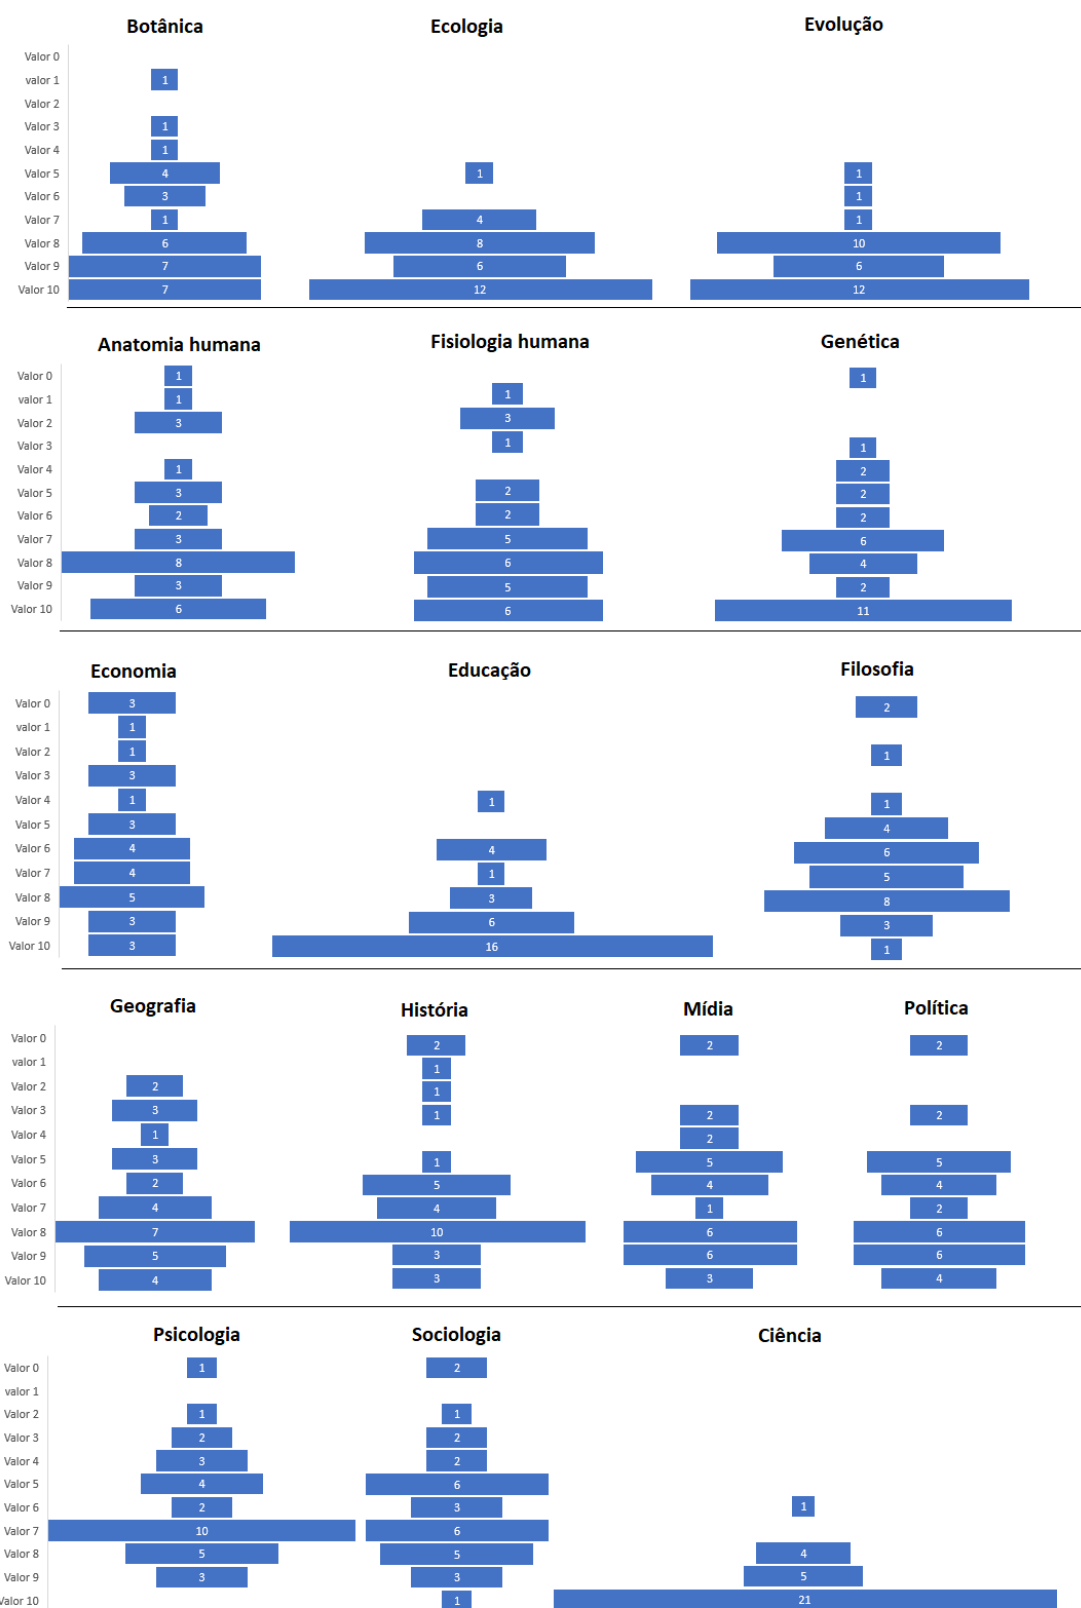 Botânica Ecologia Evolução
Valor 0
valor 1 1
Valor 2
Valor 3 1
Valor 4 1
Valor 5 4 1 1
Valor 6 3 1
Valor 7 1 4 1
Valor 8 6 8 10
Valor 9 7 6 6
Valor 10 7 12 12
Anatomia humana Fisiologia humana Genética
Valor 0 1 1
valor 1 1 1
Valor 2 3 3
Valor 3 1 1
Valor 4 1 2
Valor 5 3 2 2
Valor 6 2 2 2
Valor 7 3 5 6
Valor 8 8 6 4
Valor 9 3 5 2
Valor 10 6 6 11
Economia Educação Filosofia
Valor 0 3 2
valor 1 1
Valor 2 1 1
Valor 3 3
Valor 4 1 1 1
Valor 5 3 4
Valor 6 4 4 6
Valor 7 4 1 5
Valor 8 5 3 8
Valor 9 3 6 3
Valor 10 3 16 1
Geografia História Mídia Política
Valor 0 2 2 2
valor 1 1
Valor 2 2 1
Valor 3 3 1 2 2
Valor 4 1 2
Valor 5 3 1 5 5
Valor 6 2 5 4 4
Valor 7 4 4 1 2
Valor 8 7 10 6 6
Valor 9 5 3 6 6
Valor 10 4 3 3 4
Psicologia Sociologia Ciência
Valor 0 1 2
valor 1
Valor 2 1 1
Valor 3 2 2
Valor 4 3 2
Valor 5 4 6
Valor 6 2 3 1
Valor 7 10 6
Valor 8 5 5 4
Valor 9 3 3 5
Valor 10 1 21